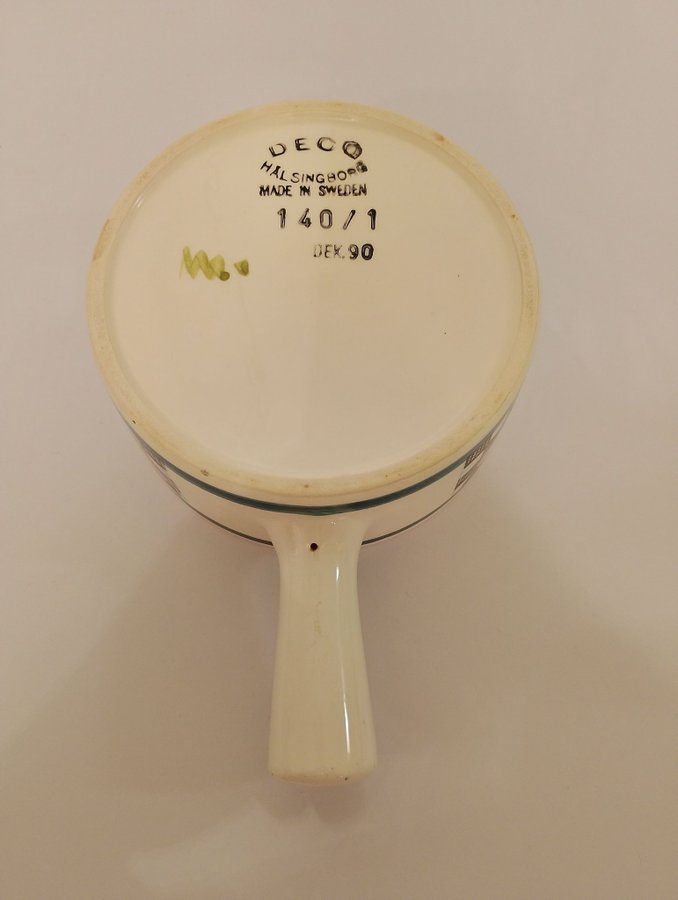 DECO
HÄLSINGBORG
MADE IN SWEDEN
140/1
DEK. 90